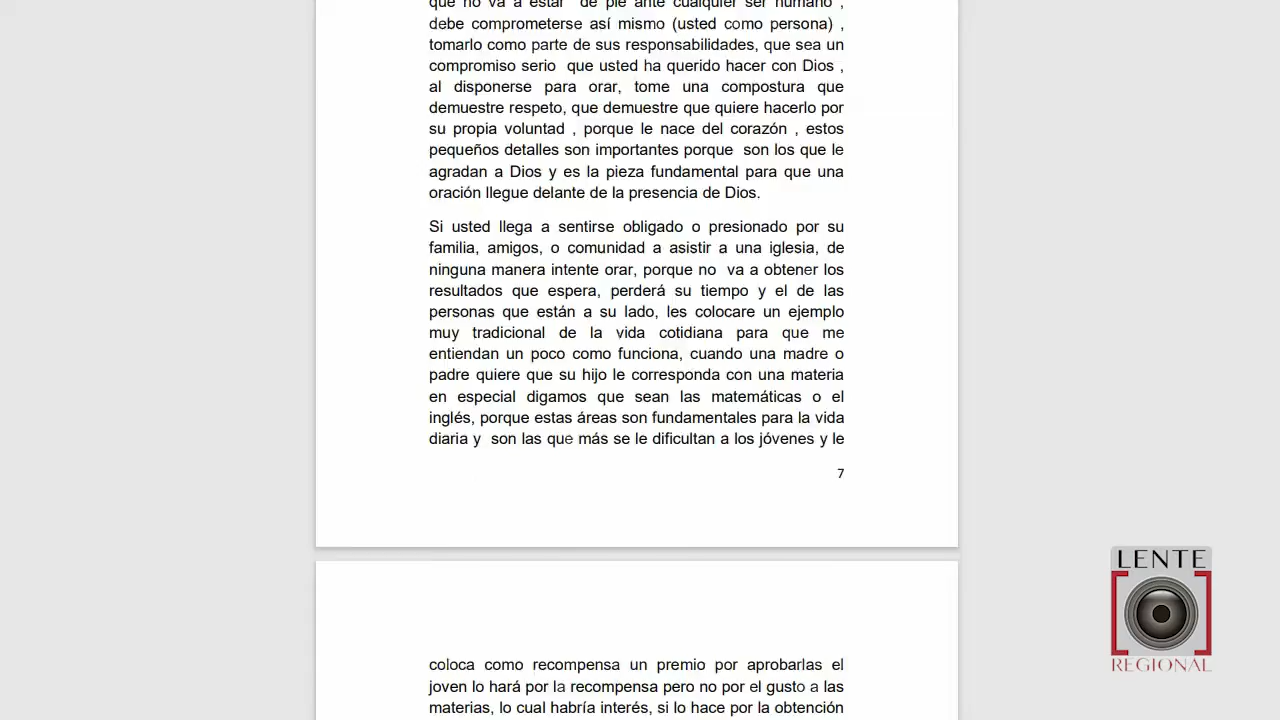 que no va a estar de pie ante cualquier ser humano ,
debe comprometerse así mismo (usted como persona) ,
tomarlo como parte de sus responsabilidades, que sea un
compromiso serio que usted ha querido hacer con Dios ,
al disponerse para orar, tome una compostura que
demuestre respeto, que demuestre que quiere hacerlo por
su propia voluntad , porque le nace del corazón , estos
pequeños detalles son importantes porque son los que le
agradan a Dios y es la pieza fundamental para que una
oración llegue delante de la presencia de Dios.
Si usted llega a sentirse obligado o presionado por su
familia, amigos, o comunidad a asistir a una iglesia, de
ninguna manera intente orar, porque no va a obtener los
resultados que espera, perderá su tiempo y el de las
personas que están a su lado, les colocare un ejemplo
muy tradicional de la vida cotidiana para que me
entiendan un poco como funciona, cuando una madre o
padre quiere que su hijo le corresponda con una materia
en especial digamos que sean las matemáticas o el
inglés, porque estas áreas son fundamentales para la vida
diaria y son las que más se le dificultan a los jóvenes y le
7
coloca como recompensa un premio por aprobarlas el
joven lo hará por la recompensa pero no por el gusto a las
materias, lo cual habría interés, si lo hace por la obtención
LENTE
REGIONAL